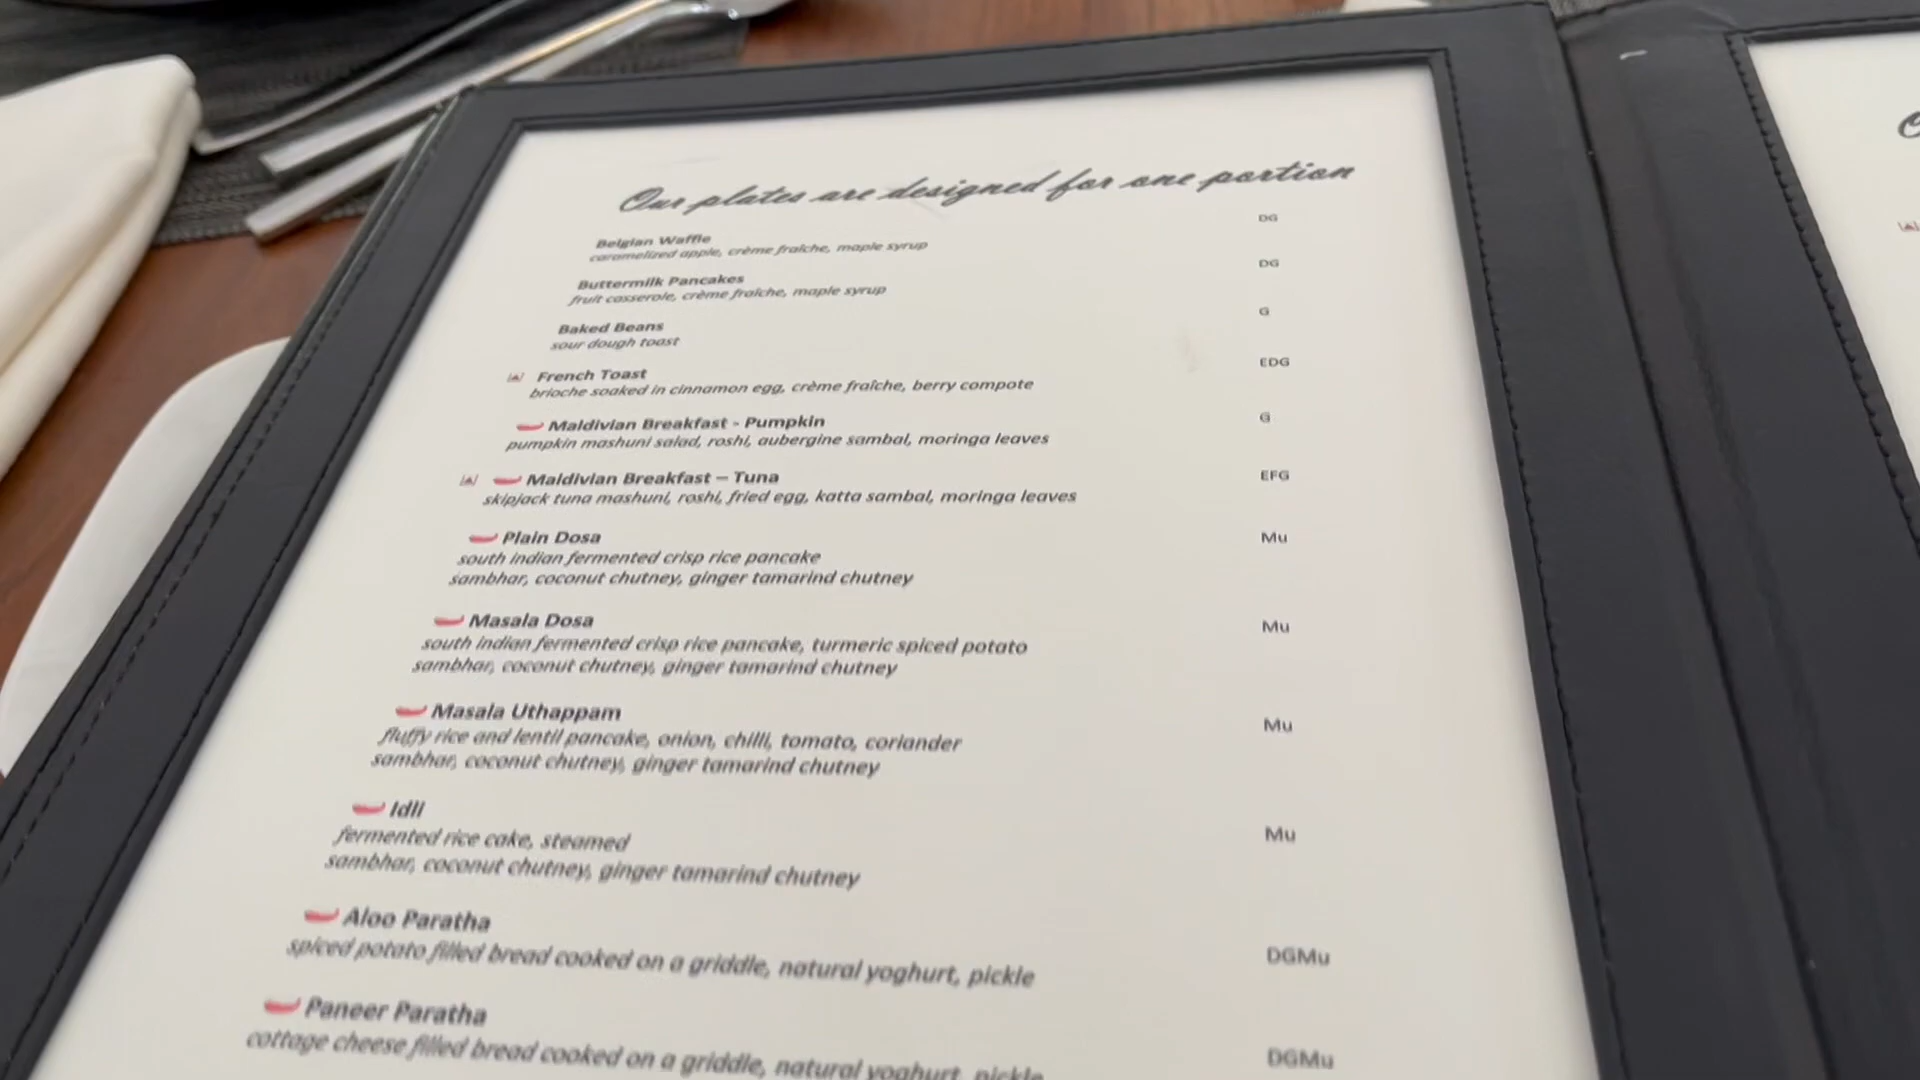 Our plates are designed for one portion
Belgian Waffle DG
caramelized apple, crème fraîche, maple syrup
Buttermilk Pancakes DG
fruit casserole, crème fraîche, maple syrup
Baked Beans G
sour dough toast
French Toast EDG
brioche soaked in cinnamon egg, crème fraîche, berry compote
Maldivian Breakfast - Pumpkin G
pumpkin mashuni salad, roshi, aubergine sambal, moringa leaves
Maldivian Breakfast – Tuna EFG
skipjack tuna mashuni, roshi, fried egg, katta sambal, moringa leaves
Plain Dosa Mu
south indian fermented crisp rice pancake
sambhar, coconut chutney, ginger tamarind chutney
Masala Dosa Mu
south indian fermented crisp rice pancake, turmeric spiced potato
sambhar, coconut chutney, ginger tamarind chutney
Masala Uthappam Mu
fluffy rice and lentil pancake, onion, chilli, tomato, coriander
sambhar, coconut chutney, ginger tamarind chutney
Idli Mu
fermented rice cake, steamed
sambhar, coconut chutney, ginger tamarind chutney
Aloo Paratha DGMu
spiced potato filled bread cooked on a griddle, natural yoghurt, pickle
Paneer Paratha DGMu
cottage cheese filled bread cooked on a griddle, natural yoghurt, pickle